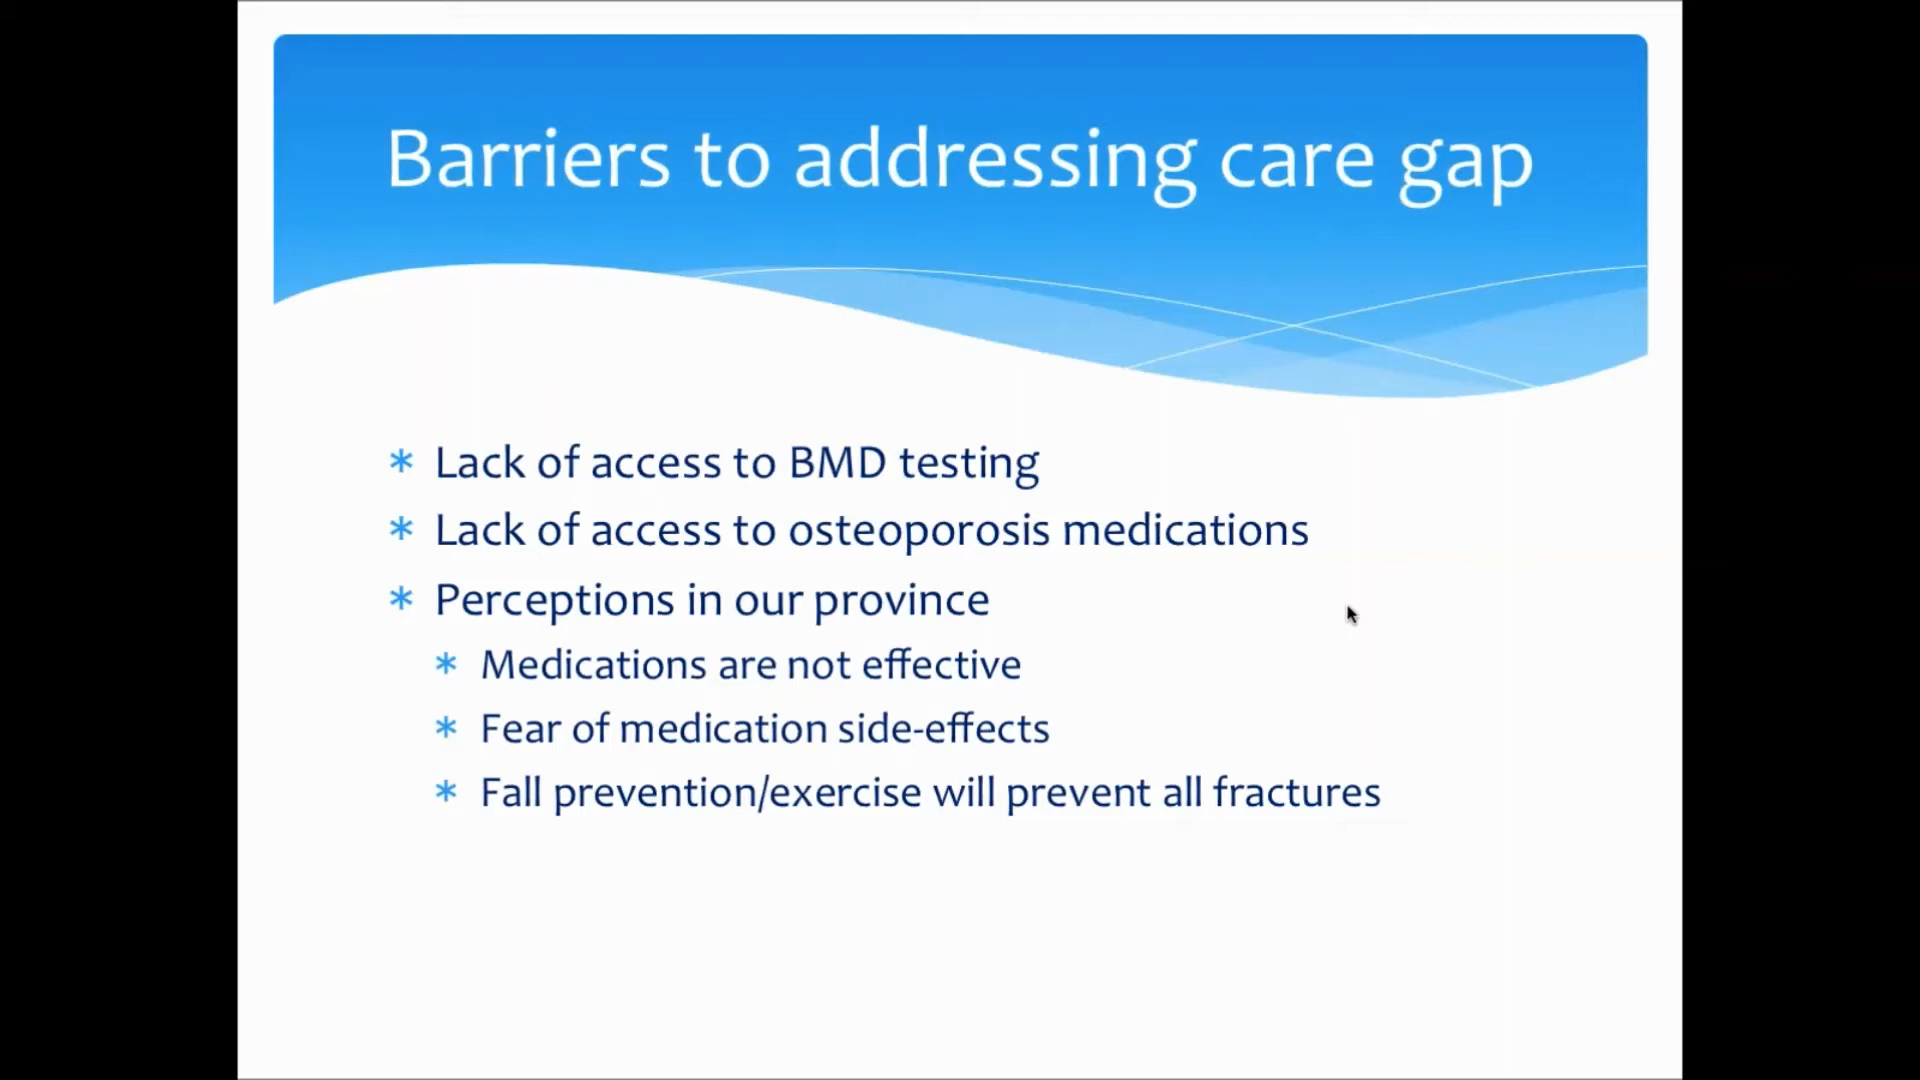 Barriers to addressing care gap
* Lack of access to BMD testing
* Lack of access to osteoporosis medications
* Perceptions in our province
* Medications are not effective
* Fear of medication side-effects
* Fall prevention/exercise will prevent all fractures